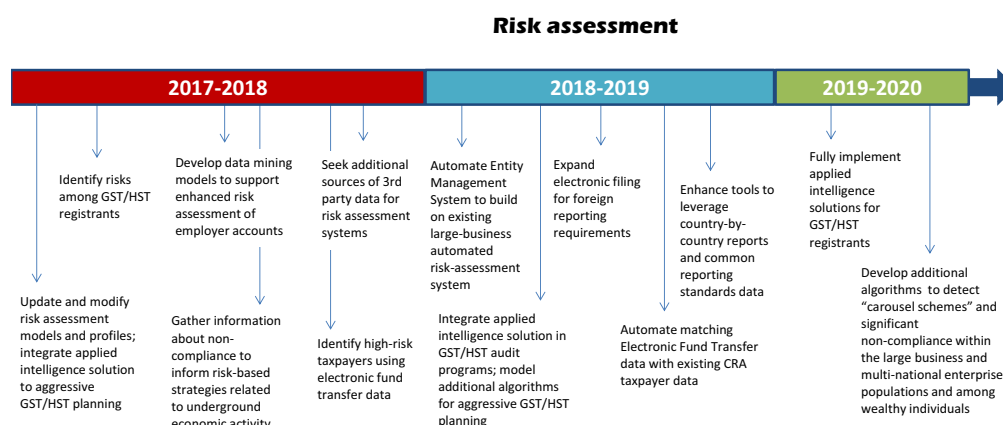 Risk assessment
2017-2018
2018-2019
2019-2020
Identify risks
among GST/HST
registrants
Develop data mining
models to support
enhanced risk
assessment of
employer accounts
Seek additional
sources of 3rd
party data for
risk assessment
systems
Automate Entity
Management
System to build
on existing
large-business
automated
risk-assessment
system
Expand
electronic filing
for foreign
reporting
requirements
Enhance tools to
leverage
country-by-
country reports
and common
reporting
standards data
Fully implement
applied
intelligence
solutions for
GST/HST
registrants
Update and modify
risk assessment
models and profiles;
integrate applied
intelligence solution
to aggressive
GST/HST planning
Gather information
about non-
compliance to
inform risk-based
strategies related
to underground
economic activity
Identify high-risk
taxpayers using
electronic fund
transfer data
Integrate applied
intelligence solution in
GST/HST audit
programs; model
additional algorithms
for aggressive GST/HST
planning
Automate matching
Electronic Fund Transfer
data with existing CRA
taxpayer data
Develop additional
algorithms to detect
“carousel schemes” and
significant
non-compliance within
the large business and
multi-national enterprise
populations and among
wealthy individuals